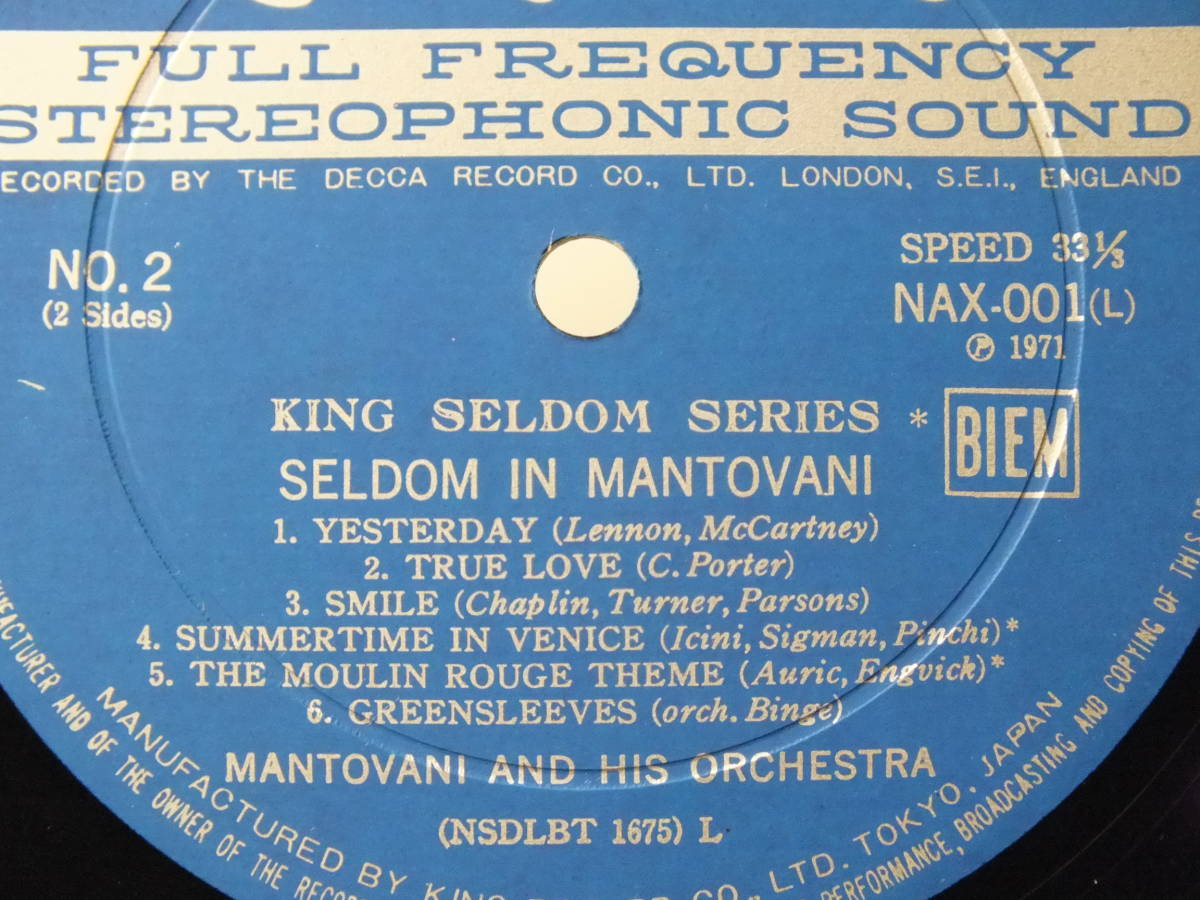 FULL FREQUENCY
STEREOPHONIC SOUND
ECORDED BY THE DECCA RECORD CO., LTD. LONDON, S.E.I., ENGLAND
NO. 2
(2 Sides)
SPEED 33⅓
NAX-001(L)
Ⓟ 1971
KING SELDOM SERIES *
BIEM
SELDOM IN MANTOVANI
1. YESTERDAY (Lennon, McCartney)
2. TRUE LOVE (C. Porter)
3. SMILE (Chaplin, Turner, Parsons)
4. SUMMERTIME IN VENICE (Icini, Sigman, Pinchi)*
5. THE MOULIN ROUGE THEME (Auric, Engvick)*
6. GREENSLEEVES (orch. Binge)
MANTOVANI AND HIS ORCHESTRA
(NSDLBT 1675) L
MANUFACTURED BY KING CO., LTD. TOKYO, JAPAN
UFACTURER AND OF THE OWNER OF THE RECOR PERFORMANCE, BROADCASTING AND COPYING OF THIS